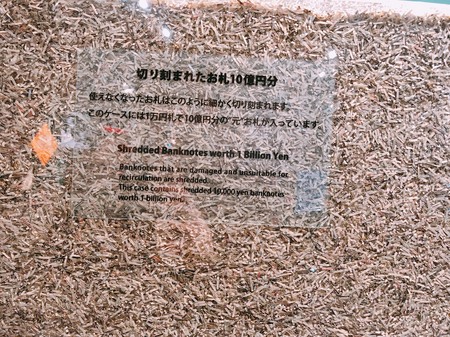 切り刻まれたお札10億円分
使えなくなったお札はこのように細かく切り刻まれます。
このケースには1万円札で10億円分の"元"お札が入っています。
Shredded Banknotes worth 1 Billion Yen
Banknotes that are damaged and unsuitable for
recirculation are shredded.
This case contains shredded 10,000 yen banknotes
worth 1 billion yen.